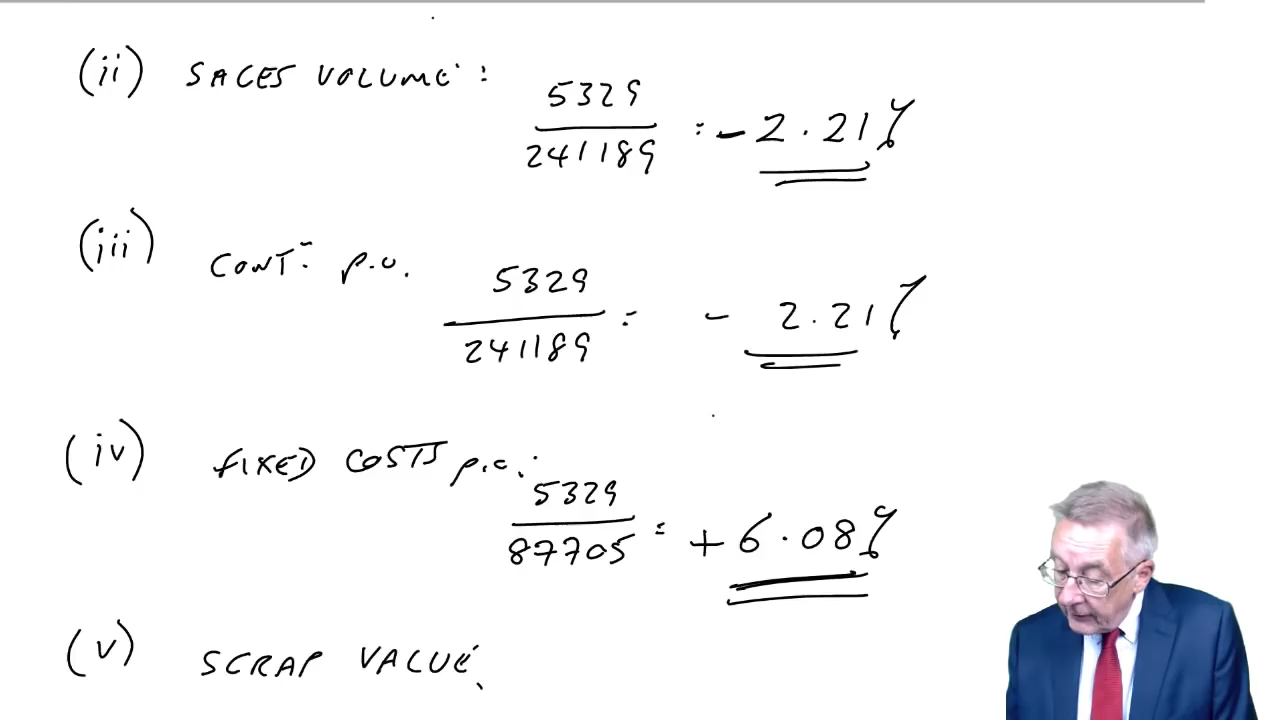 (ii) SALES VOLUME :
5329
241189
= - 2.21%
(iii) CONT: p.u.
5329
241189
= - 2.21%
(iv) FIXED COSTS p.a.
5329
87705
= + 6.08%
(v) SCRAP VALUE